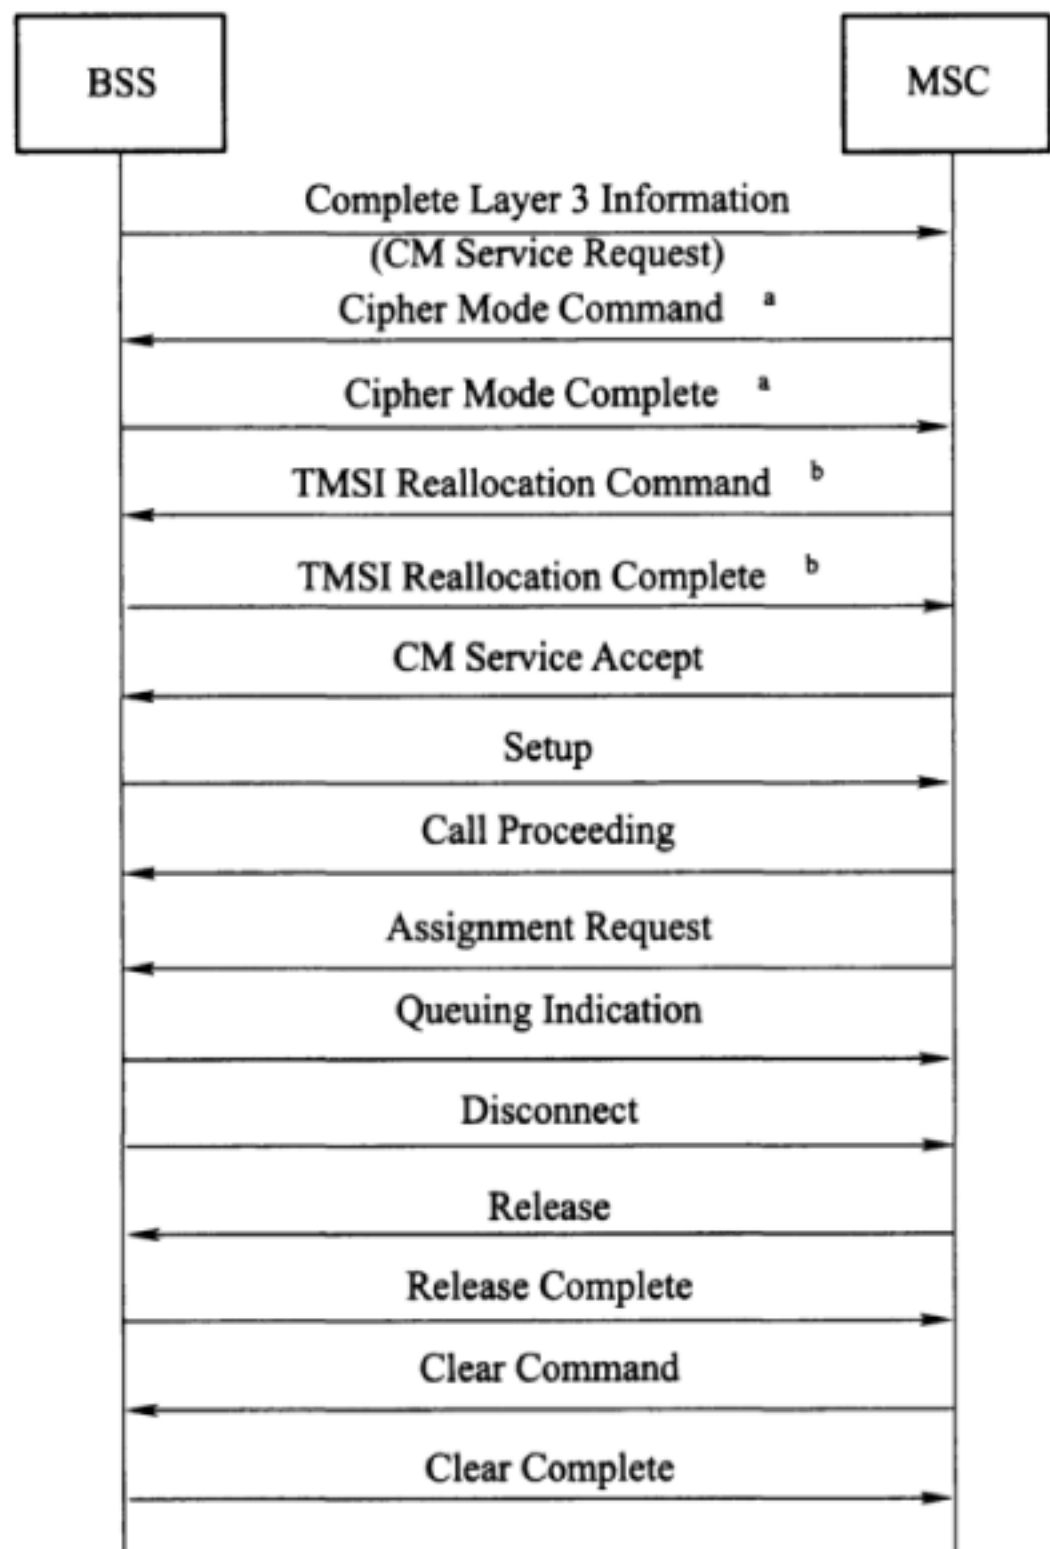 BSS
MSC
Complete Layer 3 Information
(CM Service Request)
Cipher Mode Command a
Cipher Mode Complete a
TMSI Reallocation Command b
TMSI Reallocation Complete b
CM Service Accept
Setup
Call Proceeding
Assignment Request
Queuing Indication
Disconnect
Release
Release Complete
Clear Command
Clear Complete